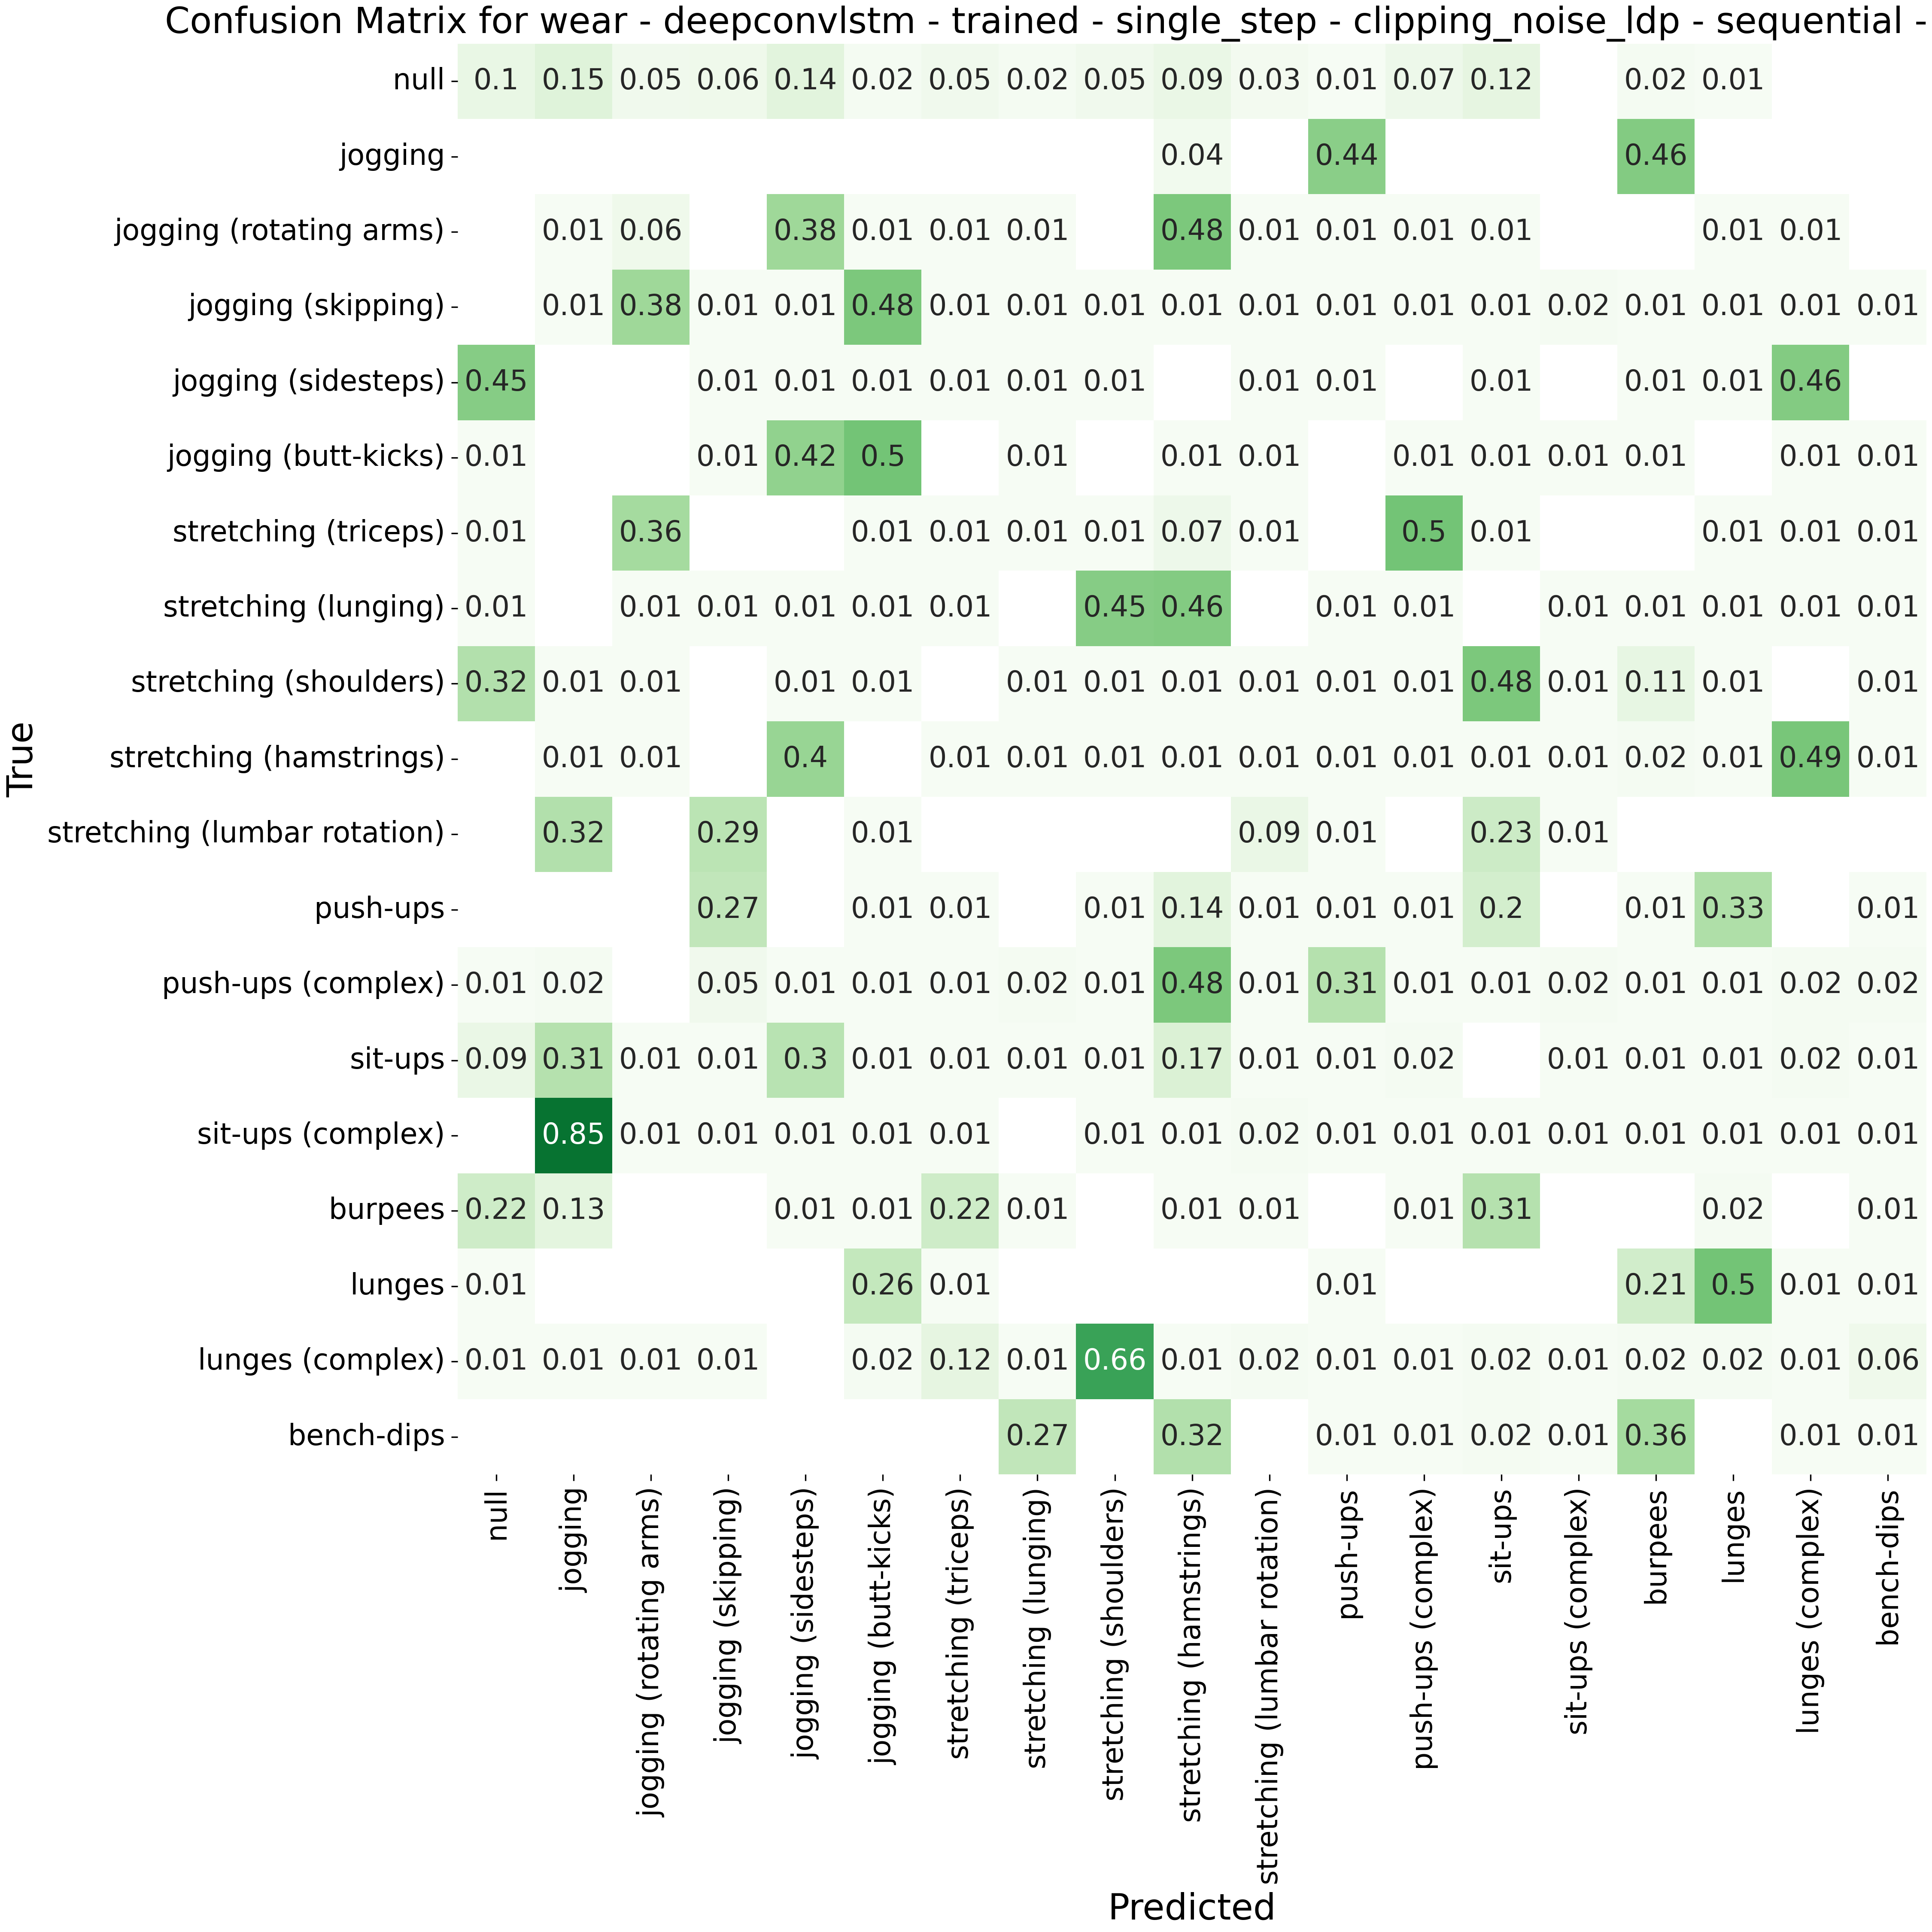 Confusion Matrix for wear - deepconvlstm - trained - single_step - clipping_noise_ldp - sequential -
null 0.1 0.15 0.05 0.06 0.14 0.02 0.05 0.02 0.05 0.09 0.03 0.01 0.07 0.12 0.02 0.01
jogging 0.04 0.44 0.46
jogging (rotating arms) 0.01 0.06 0.38 0.01 0.01 0.01 0.48 0.01 0.01 0.01 0.01 0.01 0.01
jogging (skipping) 0.01 0.38 0.01 0.01 0.48 0.01 0.01 0.01 0.01 0.01 0.01 0.01 0.01 0.02 0.01 0.01 0.01 0.01
jogging (sidesteps) 0.45 0.01 0.01 0.01 0.01 0.01 0.01 0.01 0.01 0.01 0.01 0.01 0.46
jogging (butt-kicks) 0.01 0.01 0.42 0.5 0.01 0.01 0.01 0.01 0.01 0.01 0.01 0.01 0.01
stretching (triceps) 0.01 0.36 0.01 0.01 0.01 0.01 0.07 0.01 0.5 0.01 0.01 0.01 0.01
stretching (lunging) 0.01 0.01 0.01 0.01 0.01 0.01 0.45 0.46 0.01 0.01 0.01 0.01 0.01 0.01 0.01
stretching (shoulders) 0.32 0.01 0.01 0.01 0.01 0.01 0.01 0.01 0.01 0.01 0.01 0.48 0.01 0.11 0.01 0.01
stretching (hamstrings) 0.01 0.01 0.4 0.01 0.01 0.01 0.01 0.01 0.01 0.01 0.01 0.01 0.02 0.01 0.49 0.01
stretching (lumbar rotation) 0.32 0.29 0.01 0.09 0.01 0.23 0.01
push-ups 0.27 0.01 0.01 0.01 0.14 0.01 0.01 0.01 0.2 0.01 0.33 0.01
push-ups (complex) 0.01 0.02 0.05 0.01 0.01 0.01 0.02 0.01 0.48 0.01 0.31 0.01 0.01 0.02 0.01 0.01 0.02 0.02
sit-ups 0.09 0.31 0.01 0.01 0.3 0.01 0.01 0.01 0.01 0.17 0.01 0.01 0.02 0.01 0.01 0.01 0.02 0.01
sit-ups (complex) 0.85 0.01 0.01 0.01 0.01 0.01 0.01 0.01 0.02 0.01 0.01 0.01 0.01 0.01 0.01 0.01 0.01
burpees 0.22 0.13 0.01 0.01 0.22 0.01 0.01 0.01 0.01 0.31 0.02 0.01
lunges 0.01 0.26 0.01 0.01 0.21 0.5 0.01 0.01
lunges (complex) 0.01 0.01 0.01 0.01 0.02 0.12 0.01 0.66 0.01 0.02 0.01 0.01 0.02 0.01 0.02 0.02 0.01 0.06
bench-dips 0.27 0.32 0.01 0.01 0.02 0.01 0.36 0.01 0.01
True
null
jogging
jogging (rotating arms)
jogging (skipping)
jogging (sidesteps)
jogging (butt-kicks)
stretching (triceps)
stretching (lunging)
stretching (shoulders)
stretching (hamstrings)
stretching (lumbar rotation)
push-ups
push-ups (complex)
sit-ups
sit-ups (complex)
burpees
lunges
lunges (complex)
bench-dips
Predicted